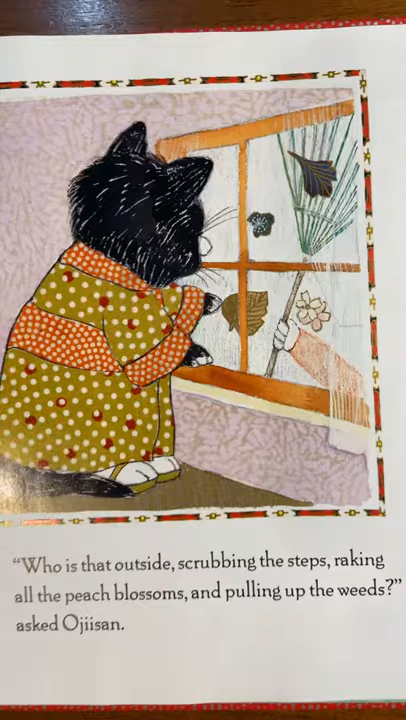 “Who is that outside, scrubbing the steps, raking
all the peach blossoms, and pulling up the weeds?”
asked Ojiisan.